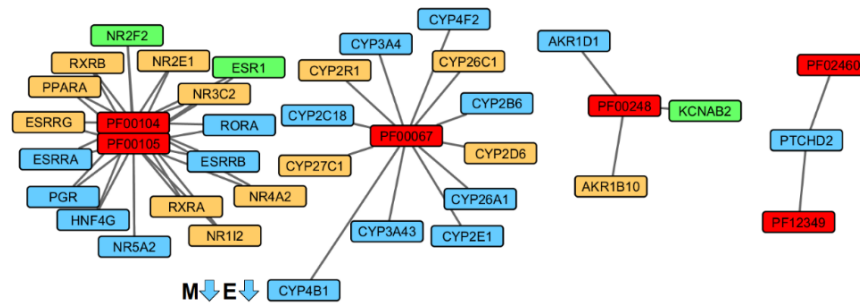 NR2F2
RXRB
NR2E1
ESR1
PPARA
NR3C2
ESRRG
PF00104
RORA
PF00105
ESRRA
ESRRB
PGR
NR4A2
RXRA
HNF4G
NR1I2
NR5A2
M E
CYP4F2
CYP3A4
CYP26C1
CYP2R1
CYP2B6
CYP2C18
PF00067
CYP2D6
CYP27C1
CYP26A1
CYP3A43
CYP2E1
CYP4B1
AKR1D1
PF00248
KCNAB2
AKR1B10
PF02460
PTCHD2
PF12349